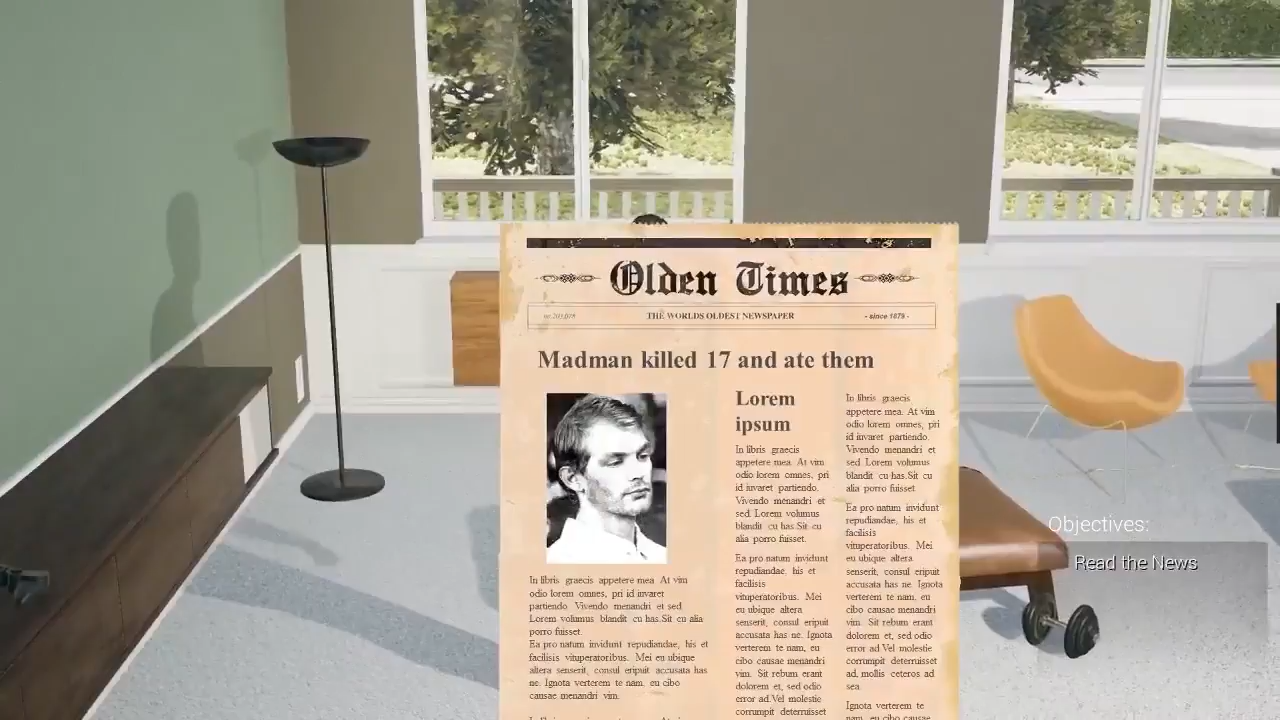 Olden Times
THE WORLDS OLDEST NEWSPAPER
- since 1879 -
Madman killed 17 and ate them
In libris graecis appetere mea. At vim
odio lorem omnes, pri id invaret
partiendo. Vivendo menandri et sed.
Lorem volumus blandit cu has.Sit cu alia
porro fuisset.
Ea pro natum invidunt repudiandae, his et
facilisis vituperatoribus. Mei eu ubique
altera senserit, consul eripuit accusata has
ne. Ignota verterem te nam, eu cibo
causae menandri vim.
Lorem
ipsum
In libris graecis
appetere mea. At vim
odio lorem omnes, pri
id invaret partiendo.
Vivendo menandri et
sed. Lorem volumus
blandit cu has.Sit cu
alia porro fuisset.
Ea pro natum invidunt
repudiandae, his et
facilisis
vituperatoribus. Mei
eu ubique altera
senserit, consul eripuit
accusata has ne. Ignota
verterem te nam, eu
cibo causae menandri
vim. Sit rebum erant
dolorem et, sed odio
error ad.Vel molestie
corrumpit deterruisset
In libris graecis
appetere mea. At vim
odio lorem omnes, pri
id invaret partiendo.
Vivendo menandri et
sed. Lorem volumus
blandit cu has.Sit cu
alia porro fuisset.
Ea pro natum invidunt
repudiandae, his et
facilisis
vituperatoribus. Mei
eu ubique altera
senserit, consul eripuit
accusata has ne. Ignota
verterem te nam, eu
cibo causae menandri
vim. Sit rebum erant
dolorem et, sed odio
error ad.Vel molestie
corrumpit deterruisset
ad, mollis ceteros ad
sea.
Ignota verterem te
nam, eu cibo causae
Objectives:
Read the News